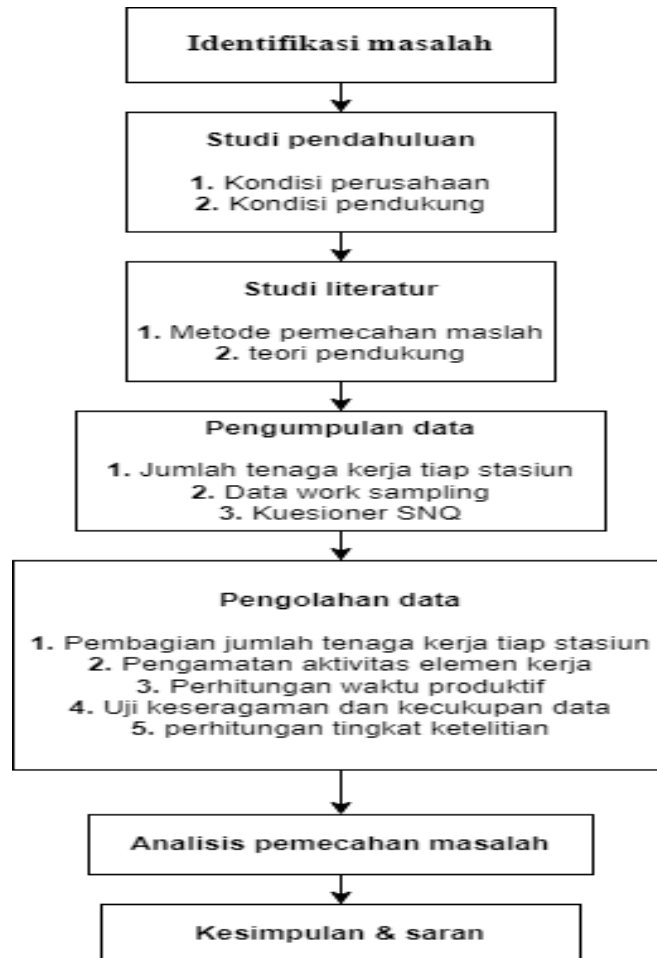 Identifikasi masalah
Studi pendahuluan
1. Kondisi perusahaan
2. Kondisi pendukung
Studi literatur
1. Metode pemecahan maslah
2. teori pendukung
Pengumpulan data
1. Jumlah tenaga kerja tiap stasiun
2. Data work sampling
3. Kuesioner SNQ
Pengolahan data
1. Pembagian jumlah tenaga kerja tiap stasiun
2. Pengamatan aktivitas elemen kerja
3. Perhitungan waktu produktif
4. Uji keseragaman dan kecukupan data
5. perhitungan tingkat ketelitian
Analisis pemecahan masalah
Kesimpulan & saran